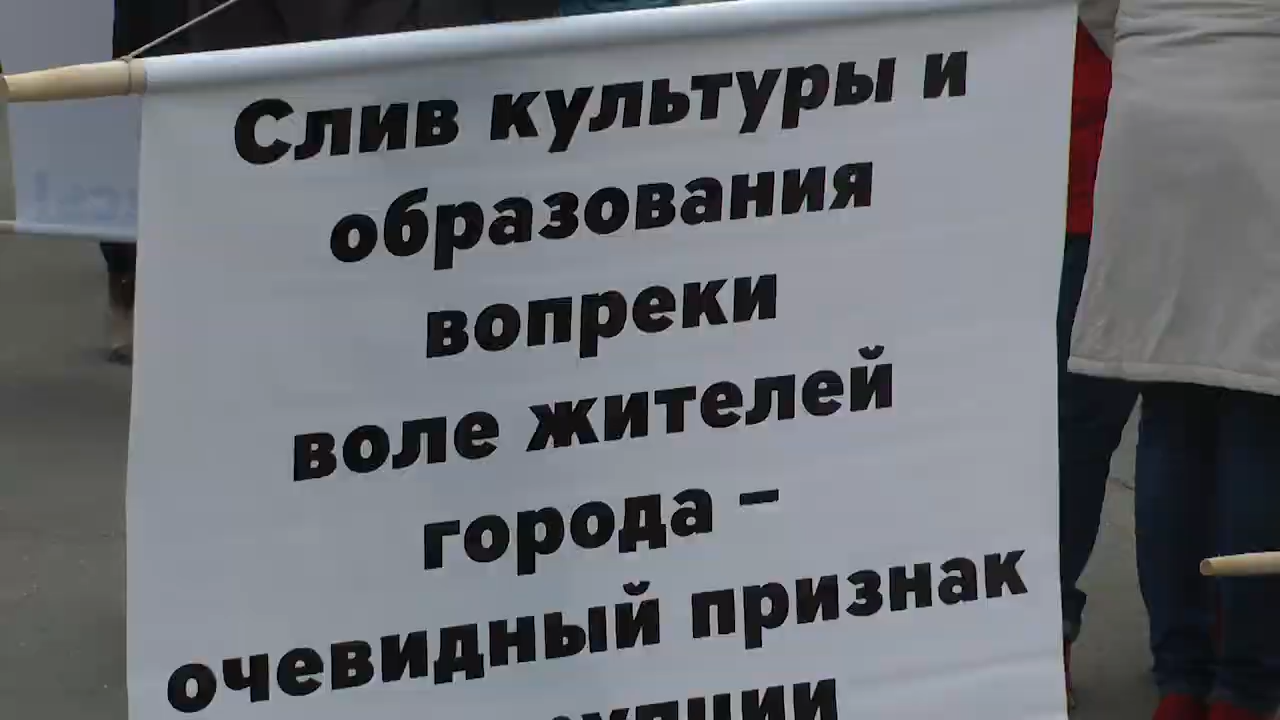 Слив культуры и
образования
вопреки
воле жителей
города –
очевидный признак